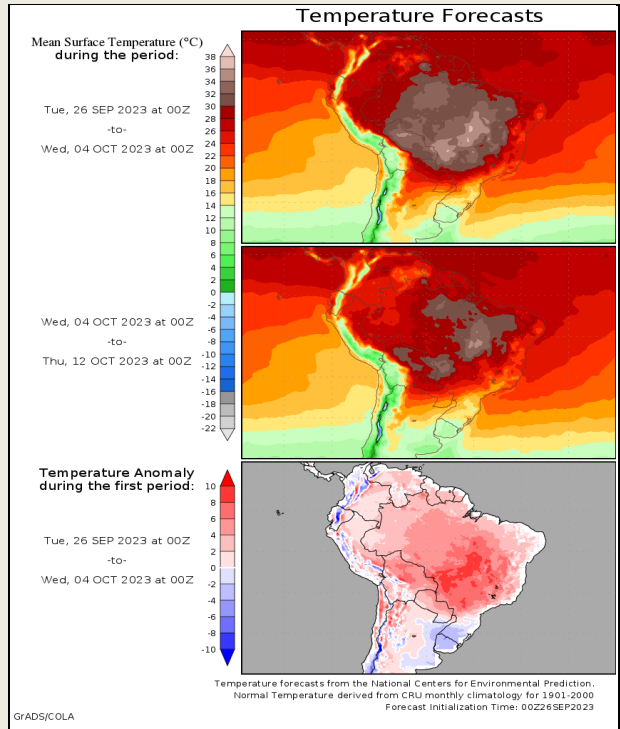 Temperature Forecasts
Mean Surface Temperature (°C)
during the period:
Tue, 26 SEP 2023 at 00Z
-to-
Wed, 04 OCT 2023 at 00Z
38
36
34
32
30
28
26
24
22
20
18
16
14
12
10
8
6
4
2
0
-2
-4
-6
-8
-10
-12
-14
-16
-18
-20
-22
Wed, 04 OCT 2023 at 00Z
-to-
Thu, 12 OCT 2023 at 00Z
Temperature Anomaly
during the first period:
Tue, 26 SEP 2023 at 00Z
-to-
Wed, 04 OCT 2023 at 00Z
10
8
6
4
2
0
-2
-4
-6
-8
-10
Temperature forecasts from the National Centers for Environmental Prediction.
Normal Temperature derived from CRU monthly climatology for 1901-2000
Forecast Initialization Time: 00Z26SEP2023
GrADS/COLA